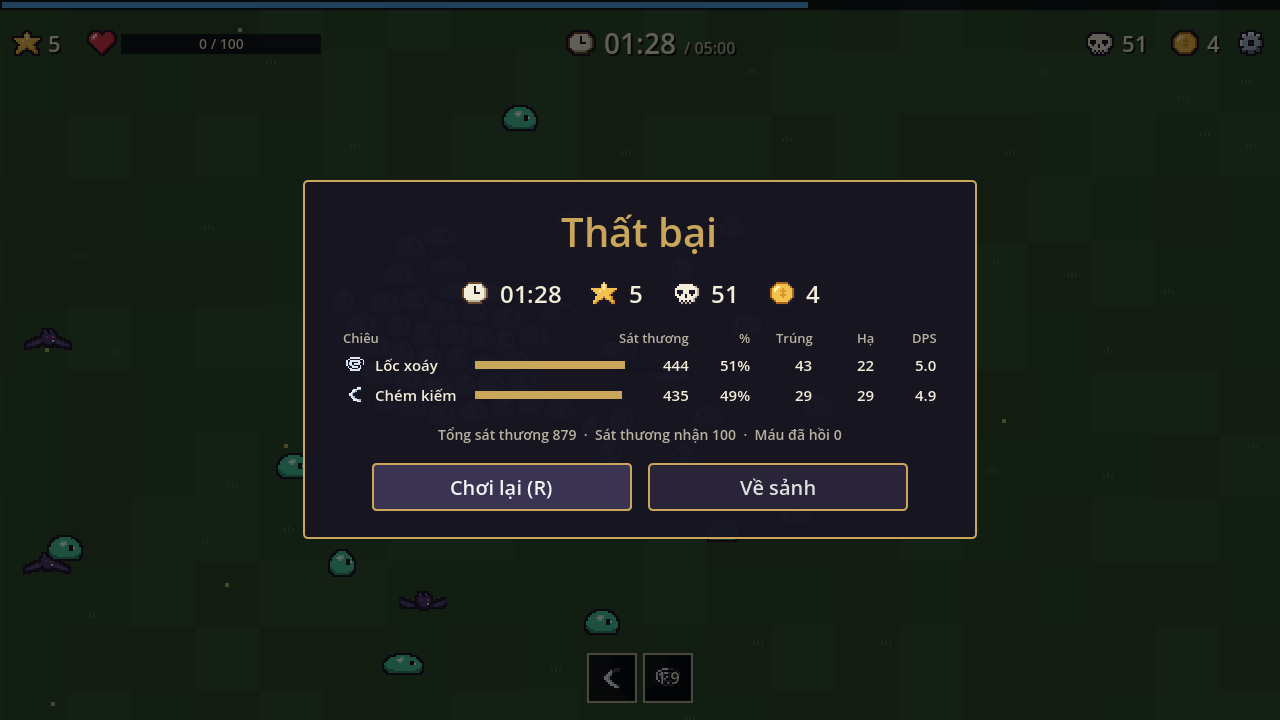 5 0 / 100 01:28 / 05:00 51 4
Thất bại
01:28 5 51 4
Chiêu Sát thương % Trúng Hạ DPS
Lốc xoáy 444 51% 43 22 5.0
Chém kiếm 435 49% 29 29 4.9
Tổng sát thương 879 · Sát thương nhận 100 · Máu đã hồi 0
Chơi lại (R) Về sảnh